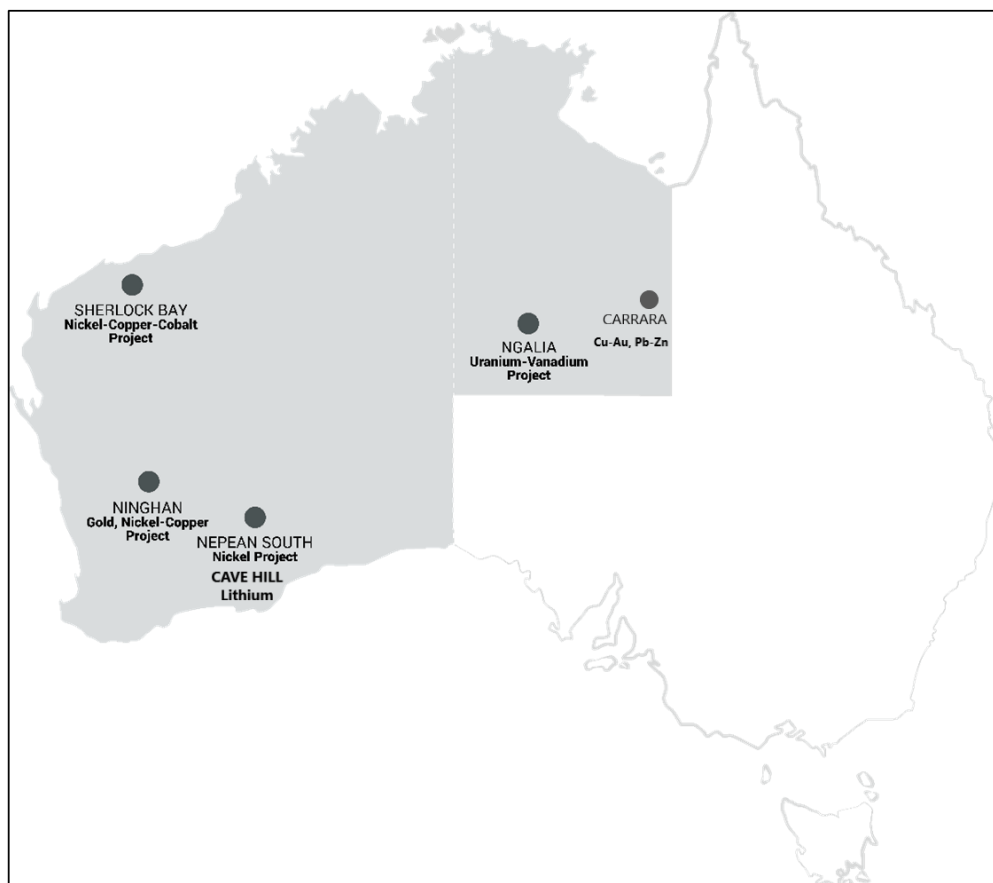 SHERLOCK BAY
Nickel-Copper-Cobalt
Project
CARRARA
Cu-Au, Pb-Zn
NGALIA
Uranium-Vanadium
Project
NINGHAN
Gold, Nickel-Copper
Project
NEPEAN SOUTH
Nickel Project
CAVE HILL
Lithium